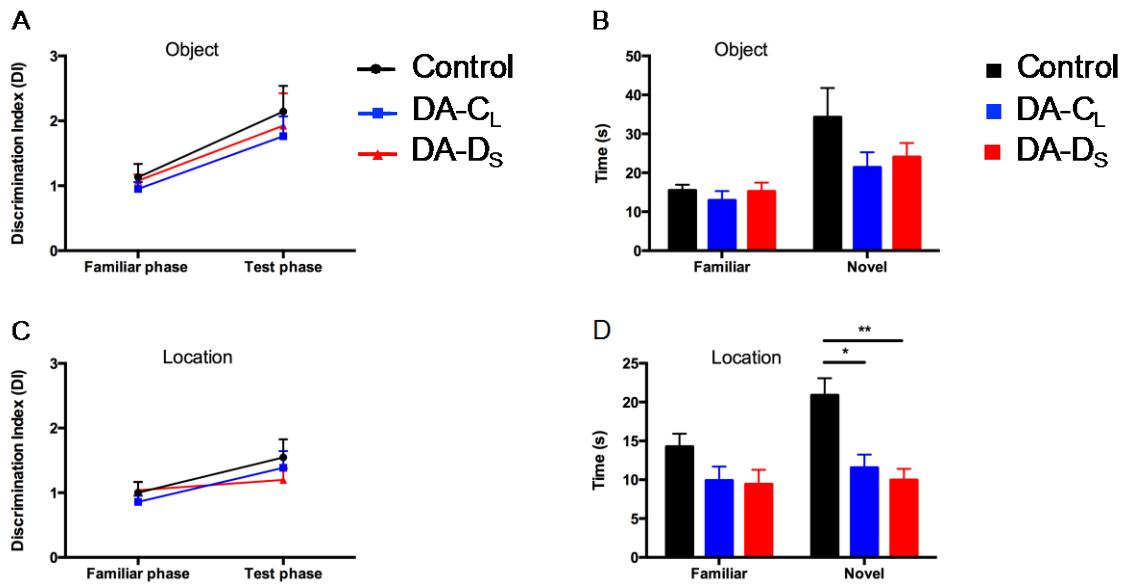 A
Object
Discrimination Index (DI)
3
2
1
0
Familiar phase
Test phase
Control
DA-CL
DA-DS
B
Object
Time (s)
50
40
30
20
10
0
Familiar
Novel
Control
DA-CL
DA-DS
C
Location
Discrimination Index (DI)
3
2
1
0
Familiar phase
Test phase
D
Location
**
*
Time (s)
25
20
15
10
5
0
Familiar
Novel